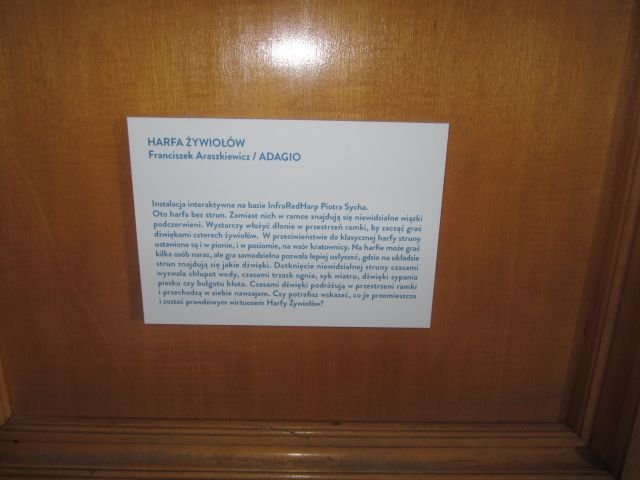 HARFA ŻYWIOŁÓW
Franciszek Araszkiewicz / ADAGIO
Instalacja interaktywna na bazie InfraRedHarp Piotra Sycha.
Oto harfa bez strun. Zamiast nich w ramce znajdują się niewidzialne wiązki
podczerwieni. Wystarczy włożyć dłonie w przestrzeń ramki, by zacząć grać
dźwiękami czterech żywiołów. W przeciwieństwie do klasycznej harfy struny
ustawione są i w pionie, i w poziomie, na wzór kratownicy. Na harfie może grać
kilka osób naraz, ale gra samodzielna pozwala lepiej usłyszeć, gdzie na układzie
strun znajdują się jakie dźwięki. Dotknięcie niewidzialnej struny czasami
wyzwala chlupot wody, czasami trzask ognia, syk wiatru, dźwięki sypania
piasku czy bulgotu błota. Czasami dźwięki podróżują w przestrzeni ramki
i przechodzą w siebie nawzajem. Czy potrafisz wskazać, co je przemieszcza
i zostać prawdziwym wirtuozem Harfy Żywiołów?